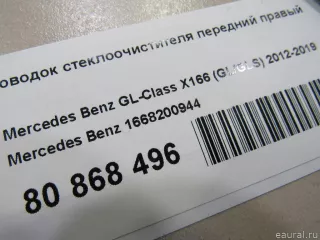 поводок стеклоочистителя передний правый
Mercedes Benz GL-Class X166 (GL/GLS) 2012-2019
Mercedes Benz 1668200944
80 868 496
eaural.ru